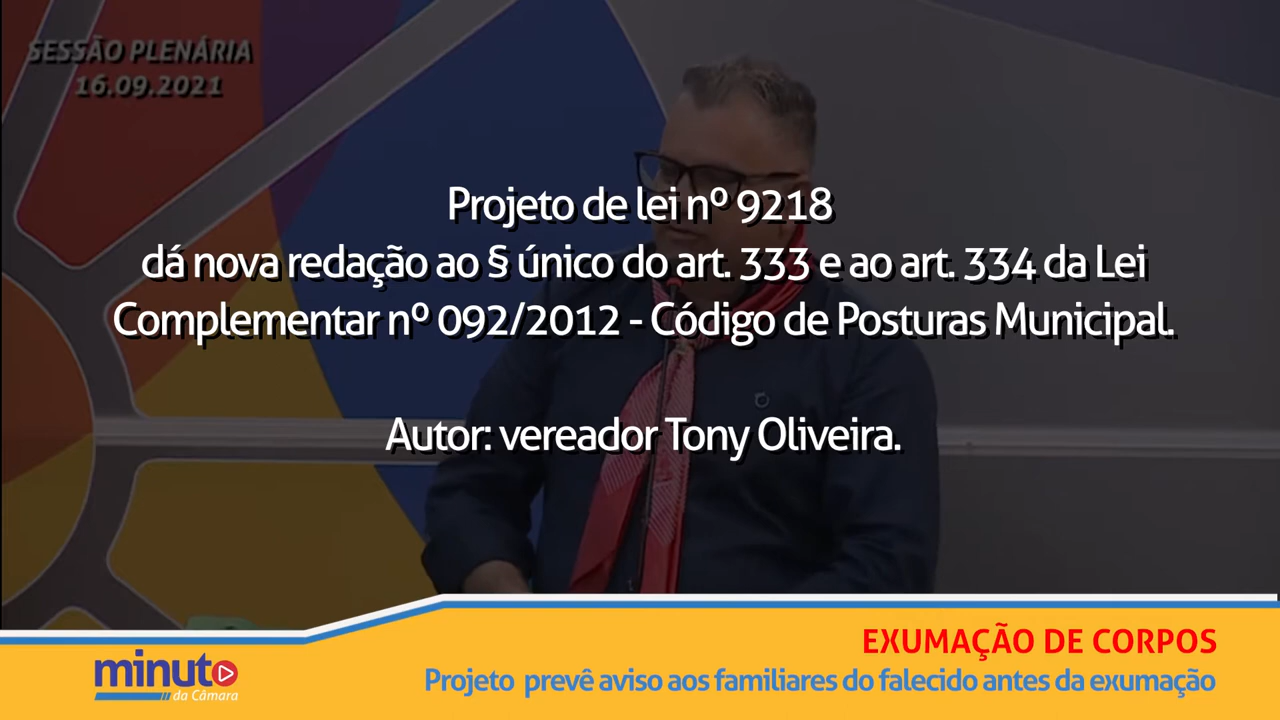 SESSÃO PLENÁRIA
16.09.2021
Projeto de lei nº 9218
dá nova redação ao § único do art. 333 e ao art. 334 da Lei
Complementar nº 092/2012 - Código de Posturas Municipal.
Autor: vereador Tony Oliveira.
EXUMAÇÃO DE CORPOS
Projeto prevê aviso aos familiares do falecido antes da exumação
minuto
da Câmara